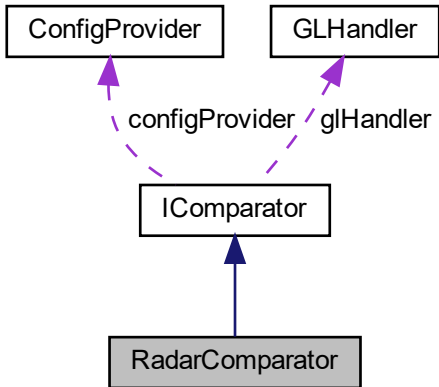 ConfigProvider
GLHandler
configProvider
glHandler
IComparator
RadarComparator